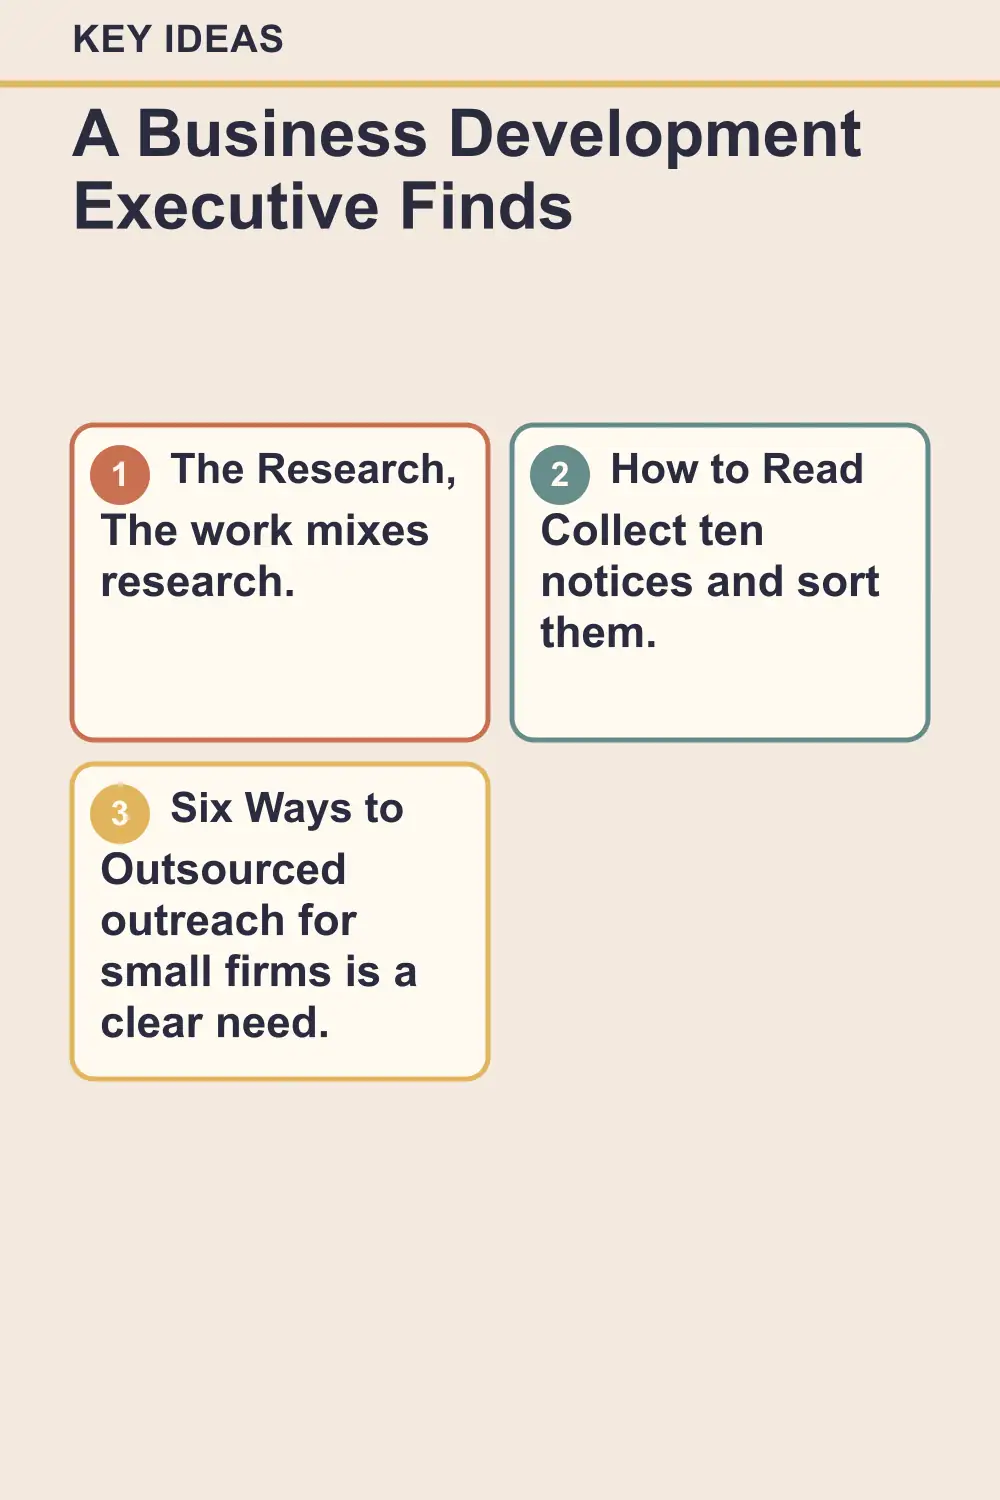 KEY IDEAS
A Business Development
Executive Finds
1 The Research,
The work mixes
research.
2 How to Read
Collect ten
notices and sort
them.
3 Six Ways to
Outsourced
outreach for
small firms is a
clear need.